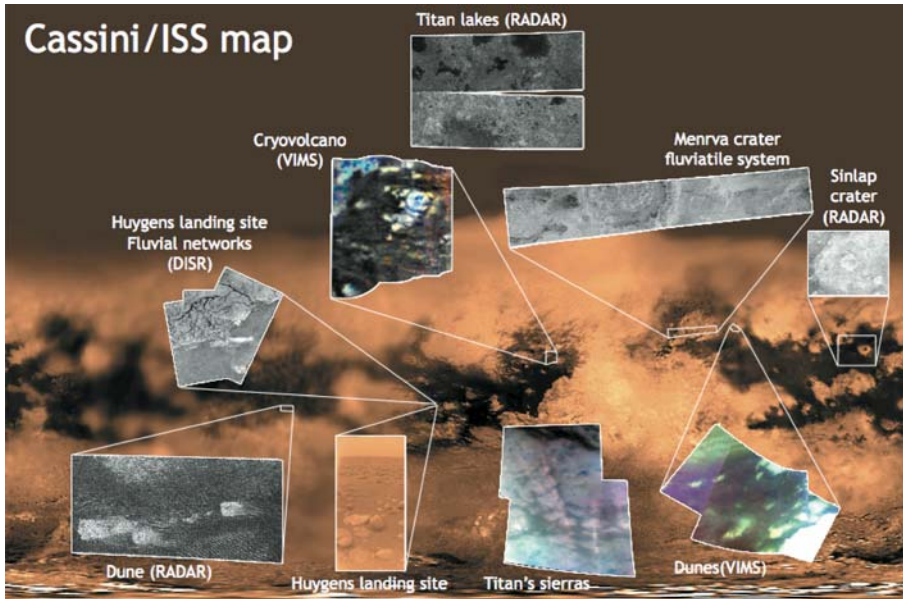 Cassini/ISS map
Titan lakes (RADAR)
Cryovolcano
(VIMS)
Menrva crater
fluviatile system
Sinlap
crater
(RADAR)
Huygens landing site
Fluvial networks
(DISR)
Dune (RADAR)
Huygens landing site
Titan's sierras
Dunes(VIMS)